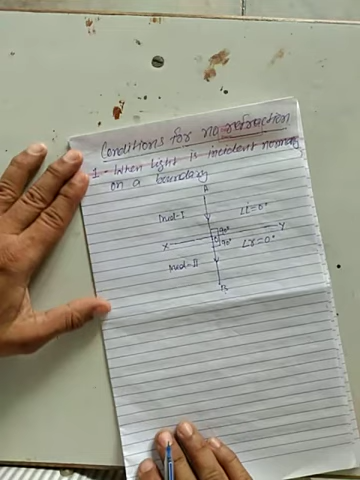 Conditions for no refraction
1 - When light is incident normally
on a boundary
A
Med-I
∠i=0°
90°
X
Y
90°
∠r=0°
Med-II
B